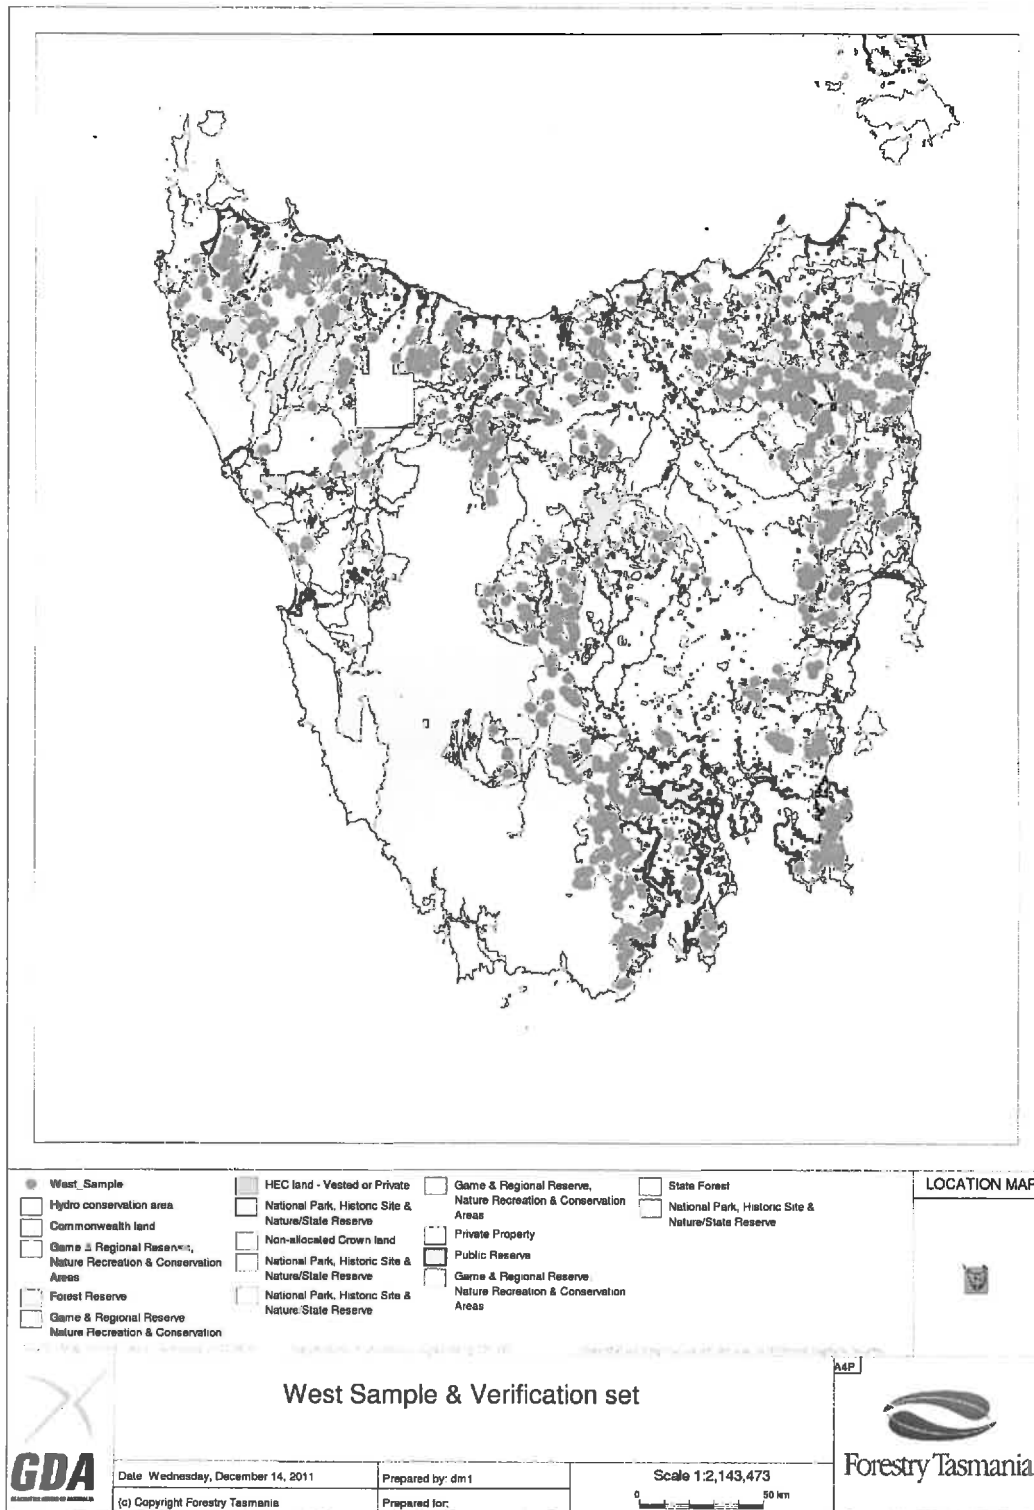 West_Sample
Hydro conservation area
Commonwealth land
Game & Regional Reserves,
Nature Recreation & Conservation
Areas
Forest Reserve
Game & Regional Reserve
Nature Recreation & Conservation
HEC land - Vested or Private
National Park, Historic Site &
Nature/State Reserve
Non-allocated Crown land
National Park, Historic Site &
Nature/State Reserve
National Park, Historic Site &
Nature/State Reserve
Game & Regional Reserve,
Nature Recreation & Conservation
Areas
Private Property
Public Reserve
Game & Regional Reserve
Nature Recreation & Conservation
Areas
State Forest
National Park, Historic Site &
Nature/State Reserve
LOCATION MAP
A4P
West Sample & Verification set
GDA
Date Wednesday, December 14, 2011
Prepared by: dm1
Scale 1:2,143,473
0 50 km
(c) Copyright Forestry Tasmania
Prepared for:
Forestry Tasmania